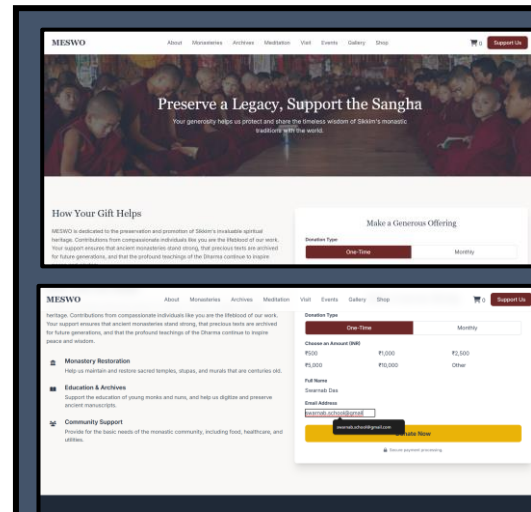 MESWO About Monasteries Archives Meditation Visit Events Gallery Shop 0 Support Us
Preserve a Legacy, Support the Sangha
Your generosity helps us protect and share the timeless wisdom of Sikkim's monastic
traditions with the world.
How Your Gift Helps
MESWO is dedicated to the preservation and promotion of Sikkim's invaluable spiritual
heritage. Contributions from compassionate individuals like you are the lifeblood of our work.
Your support ensures that ancient monasteries stand strong, that precious texts are archived
for future generations, and that the profound teachings of the Dharma continue to inspire
Make a Generous Offering
Donation Type
One-Time Monthly
MESWO About Monasteries Archives Meditation Visit Events Gallery Shop 0 Support Us
heritage. Contributions from compassionate individuals like you are the lifeblood of our work.
Your support ensures that ancient monasteries stand strong, that precious texts are archived
for future generations, and that the profound teachings of the Dharma continue to inspire
peace and wisdom.
Monastery Restoration
Help us maintain and restore sacred temples, stupas, and murals that are centuries old.
Education & Archives
Support the education of young monks and nuns, and help us digitize and preserve
ancient manuscripts.
Community Support
Provide for the basic needs of the monastic community, including food, healthcare, and
utilities.
Donation Type
One-Time Monthly
Choose an Amount (INR)
₹500 ₹1,000 ₹2,500
₹5,000 ₹10,000 Other
Full Name
Swarnab Das
Email Address
swarnab.school@gmail
swarnab.school@gmail.com
nate Now
Secure payment processing